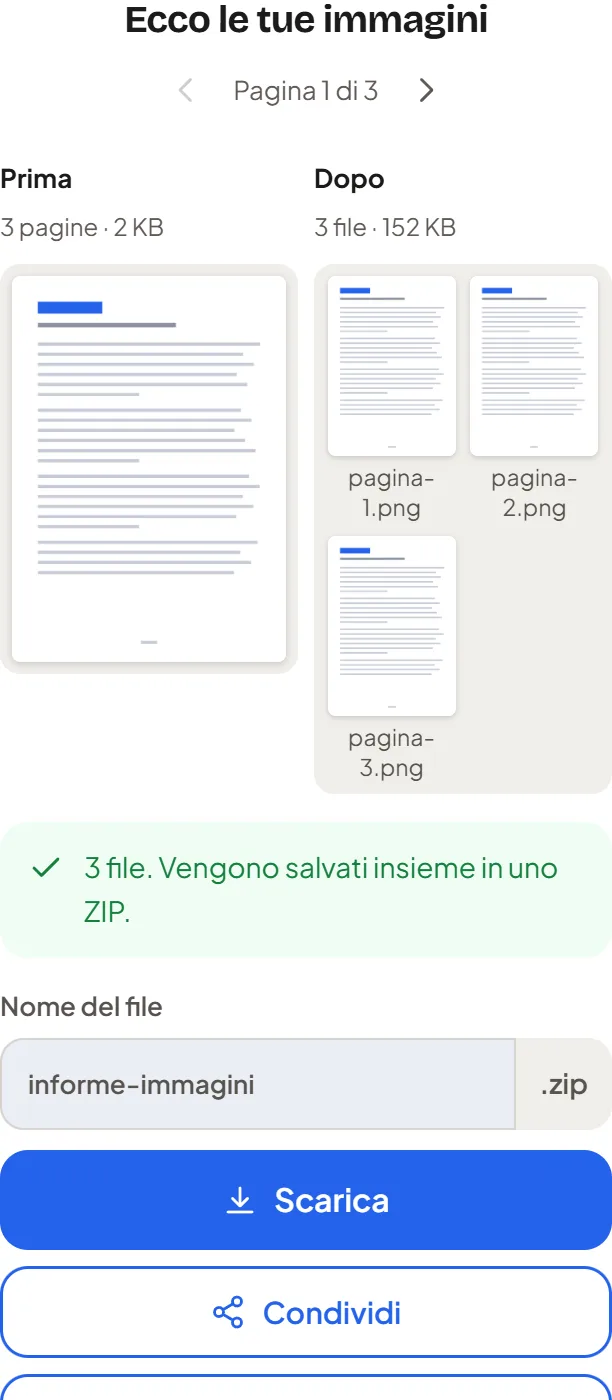 Ecco le tue immagini
Pagina 1 di 3
Prima
3 pagine · 2 KB
Dopo
3 file · 152 KB
pagina-
1.png
pagina-
2.png
pagina-
3.png
3 file. Vengono salvati insieme in uno
ZIP.
Nome del file
informe-immagini
.zip
Scarica
Condividi